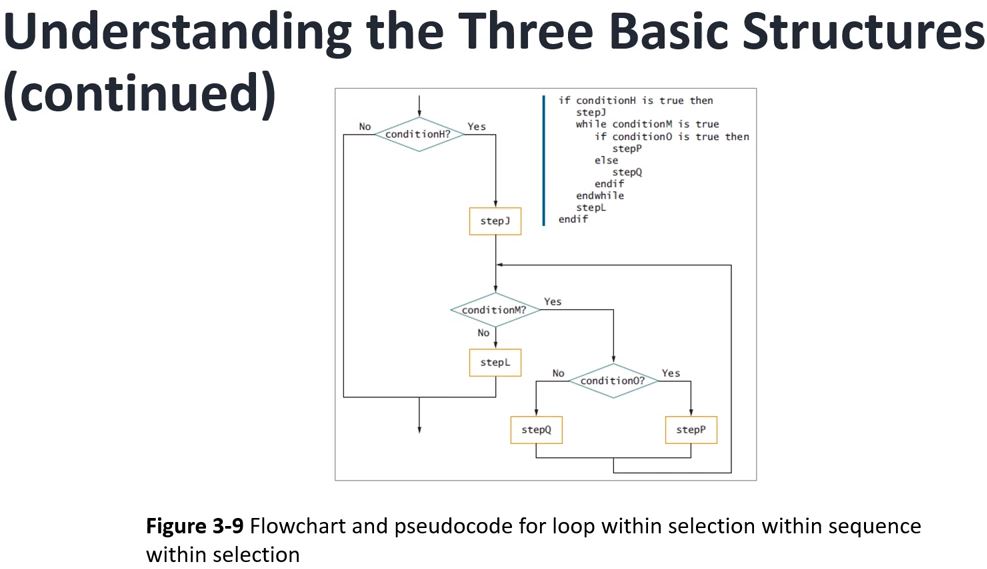 Understanding the Three Basic Structures
(continued)
if conditionH is true then
stepJ
while conditionM is true
if conditionO is true then
stepP
else
stepQ
endif
endwhile
stepL
endif
No
conditionH?
Yes
stepJ
conditionM?
Yes
No
stepL
No
conditionO?
Yes
stepQ
stepP
Figure 3-9 Flowchart and pseudocode for loop within selection within sequence
within selection